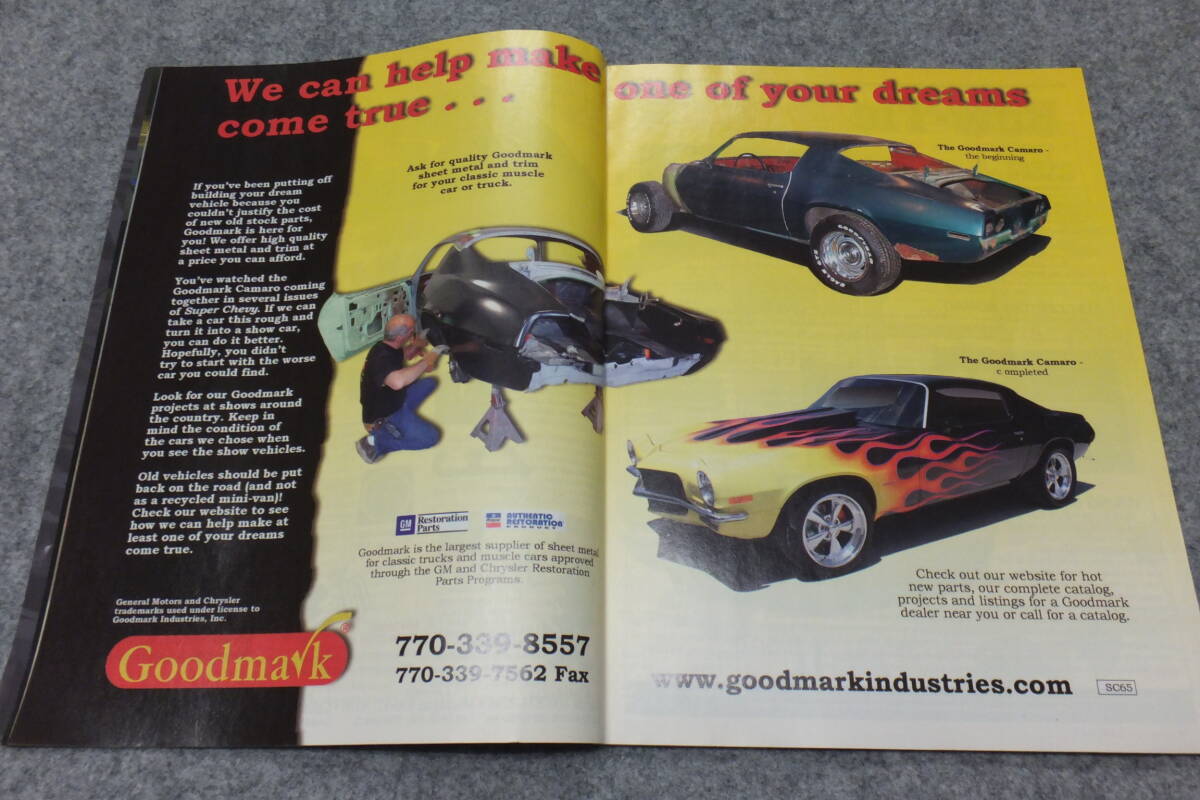 We can help make one of your dreams
come true . . .
If you've been putting off
building your dream
vehicle because you
couldn't justify the cost
of new old stock parts,
Goodmark is here for
you! We offer high quality
sheet metal and trim at
a price you can afford.
You've watched the
Goodmark Camaro coming
together in several issues
of Super Chevy. If we can
take a car this rough and
turn it into a show car,
you can do it better.
Hopefully, you didn't
try to start with the worse
car you could find.
Look for our Goodmark
projects at shows around
the country. Keep in
mind the condition of
the cars we chose when
you see the show vehicles.
Old vehicles should be put
back on the road (and not
as a recycled mini-van)!
Check our website to see
how we can help make at
least one of your dreams
come true.
General Motors and Chrysler
trademarks used under license to
Goodmark Industries, Inc.
Goodmark
Ask for quality Goodmark
sheet metal and trim
for your classic muscle
car or truck.
GM Restoration
Parts
AUTHENTIC
RESTORATION
PRODUCT
Goodmark is the largest supplier of sheet metal
for classic trucks and muscle cars approved
through the GM and Chrysler Restoration
Parts Programs.
770-339-8557
770-339-7562 Fax
The Goodmark Camaro -
the beginning
The Goodmark Camaro -
c ompleted
Check out our website for hot
new parts, our complete catalog,
projects and listings for a Goodmark
dealer near you or call for a catalog.
www.goodmarkindustries.com
SC65